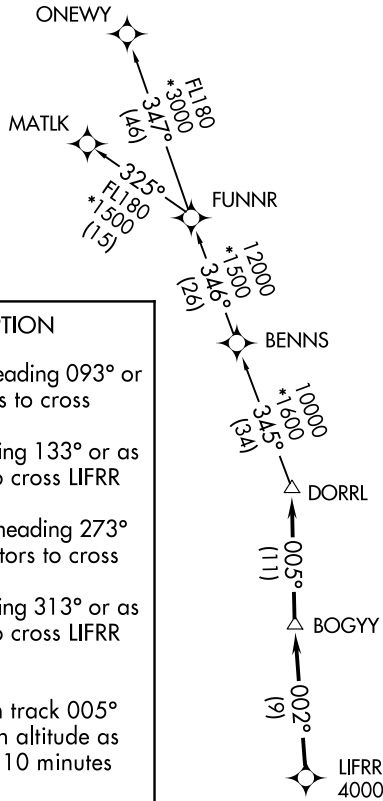 ONEWY
FL180
*3000
347°
(46)
MATLK
325°
FL180
*1500
(15)
FUNNR
12000
*1500
346°
(26)
BENNS
10000
*1600
345°
(34)
DORRL
005°
(11)
BOGYY
002°
(9)
LIFRR
4000
PTION
eading 093° or
s to cross
ing 133° or as
o cross LIFRR
heading 273°
tors to cross
ing 313° or as
o cross LIFRR
n track 005°
n altitude as
10 minutes